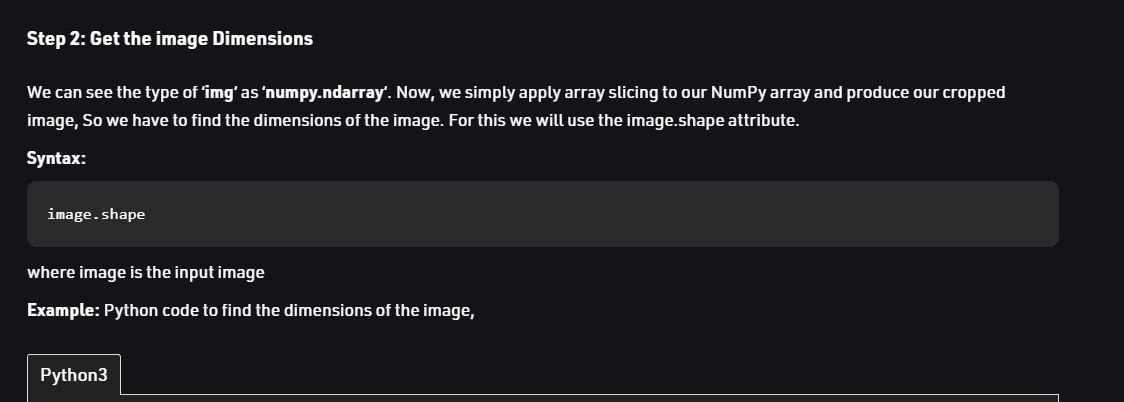 Step 2: Get the image Dimensions
We can see the type of ‘img‘ as ‘numpy.ndarray‘. Now, we simply apply array slicing to our NumPy array and produce our cropped
image, So we have to find the dimensions of the image. For this we will use the image.shape attribute.
Syntax:
image.shape
where image is the input image
Example: Python code to find the dimensions of the image,
Python3